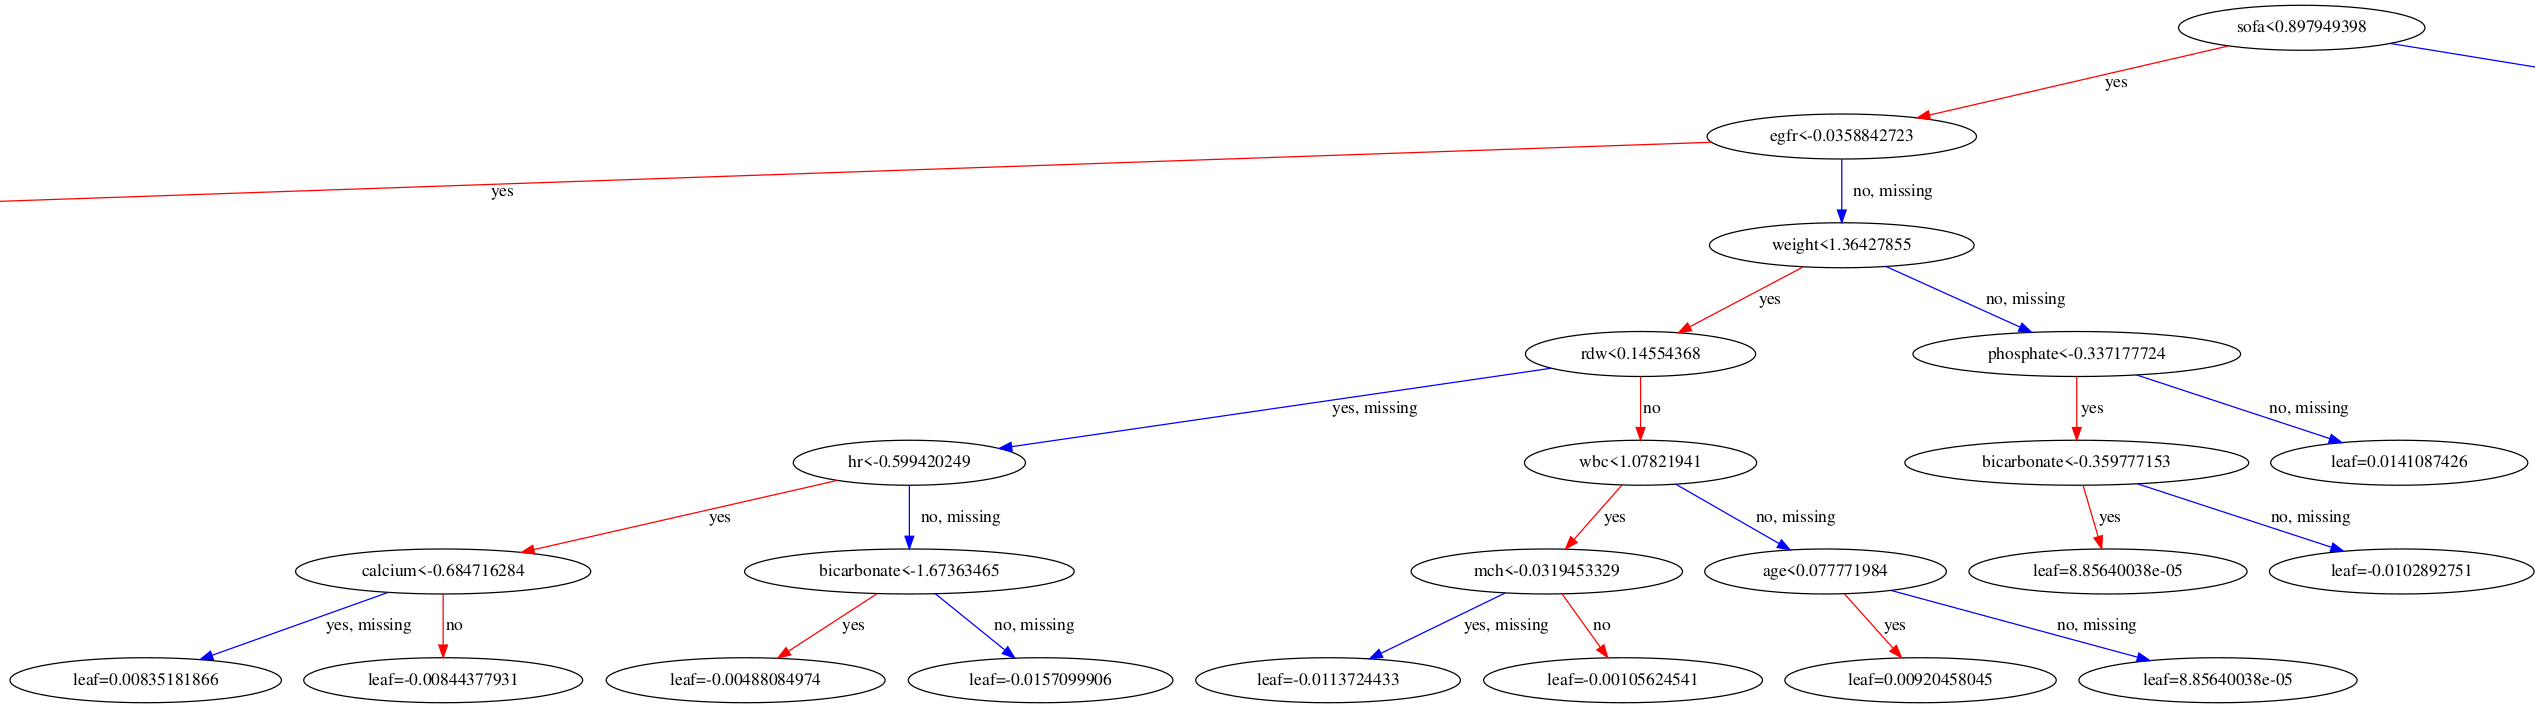 sofa<0.897949398
yes
egfr<-0.0358842723
yes
no, missing
weight<1.36427855
yes
no, missing
rdw<0.14554368
phosphate<-0.337177724
yes, missing
no
yes
no, missing
hr<-0.599420249
wbc<1.07821941
bicarbonate<-0.359777153
leaf=0.0141087426
yes
no, missing
yes
no, missing
yes
no, missing
calcium<-0.684716284
bicarbonate<-1.67363465
mch<-0.0319453329
age<0.077771984
leaf=8.85640038e-05
leaf=-0.0102892751
yes, missing
no
yes
no, missing
yes, missing
no
yes
no, missing
leaf=0.00835181866
leaf=-0.00844377931
leaf=-0.00488084974
leaf=-0.0157099906
leaf=-0.0113724433
leaf=-0.00105624541
leaf=0.00920458045
leaf=8.85640038e-05